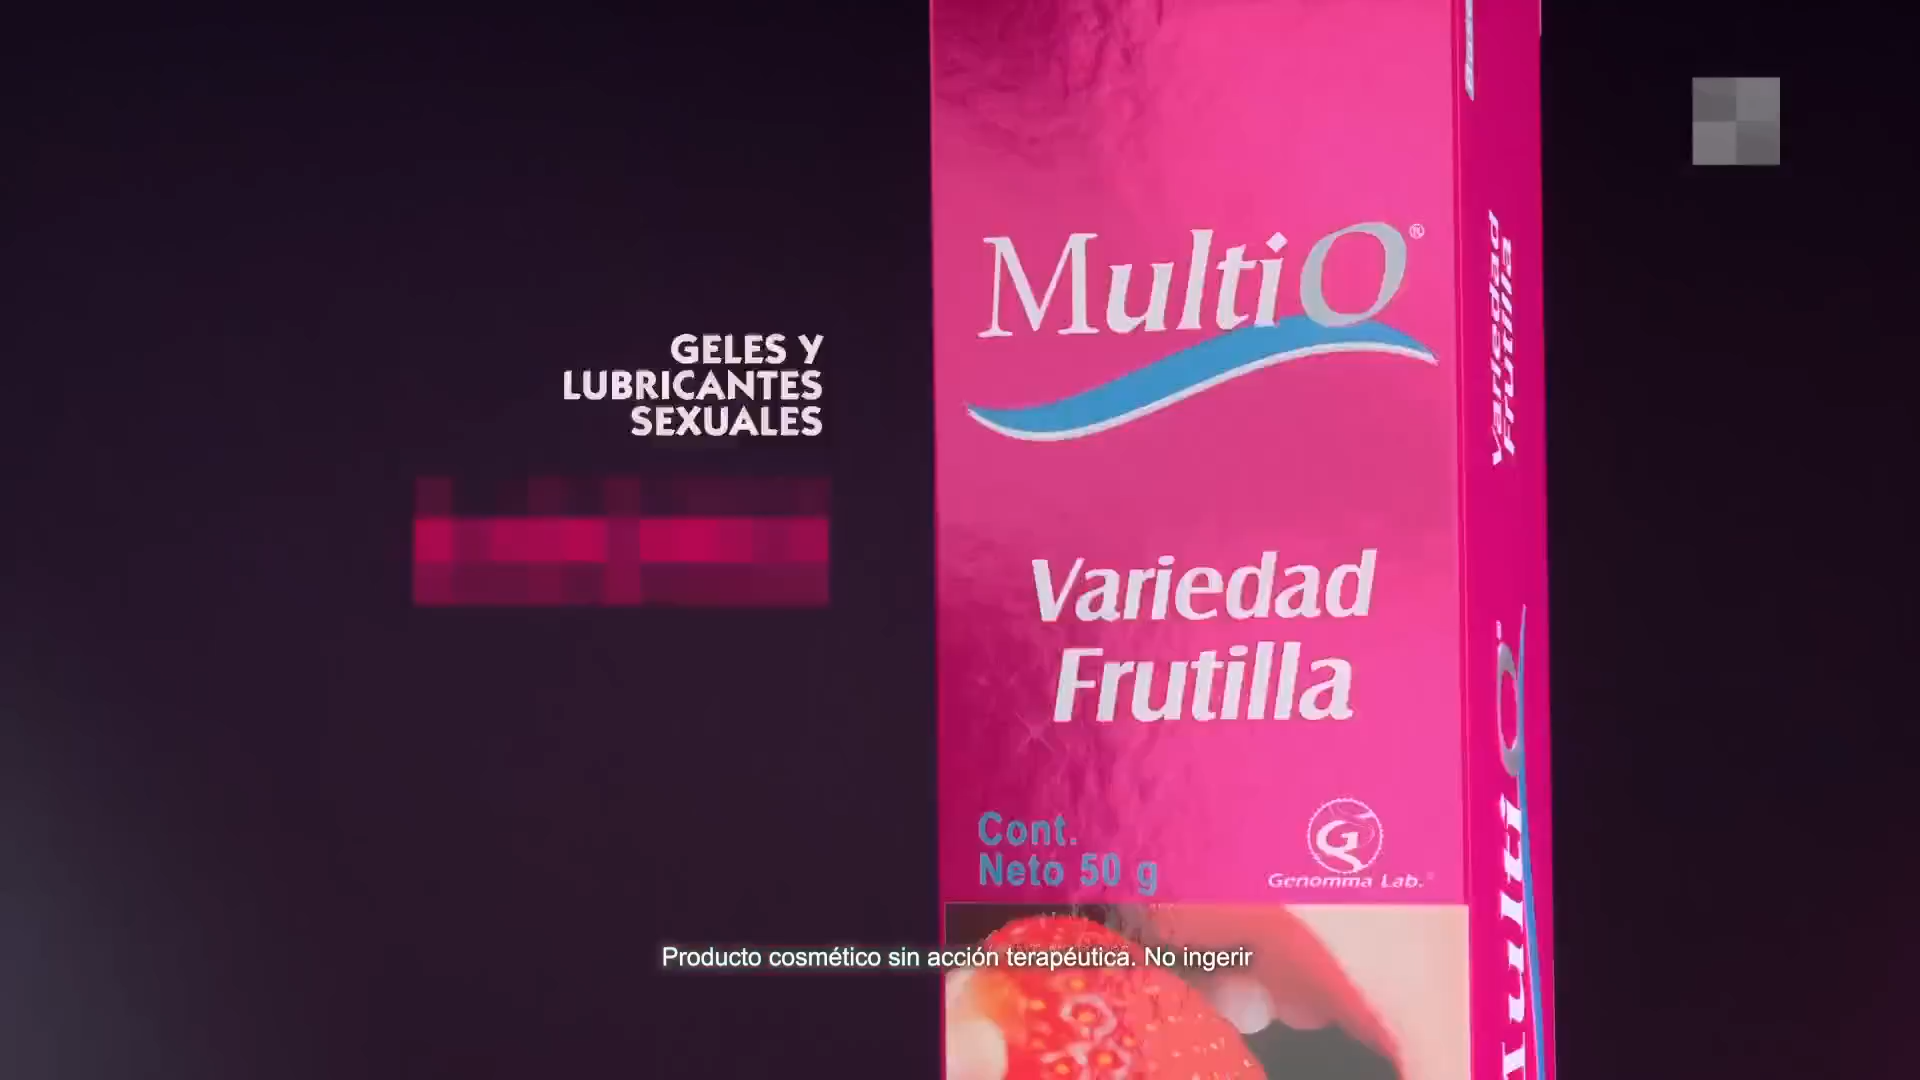 GELES Y
LUBRICANTES
SEXUALES
MultiO®
Variedad
Frutilla
Cont.
Neto 50 g
Genomma Lab.®
Variedad
Frutilla
MultiO
Producto cosmético sin acción terapéutica. No ingerir